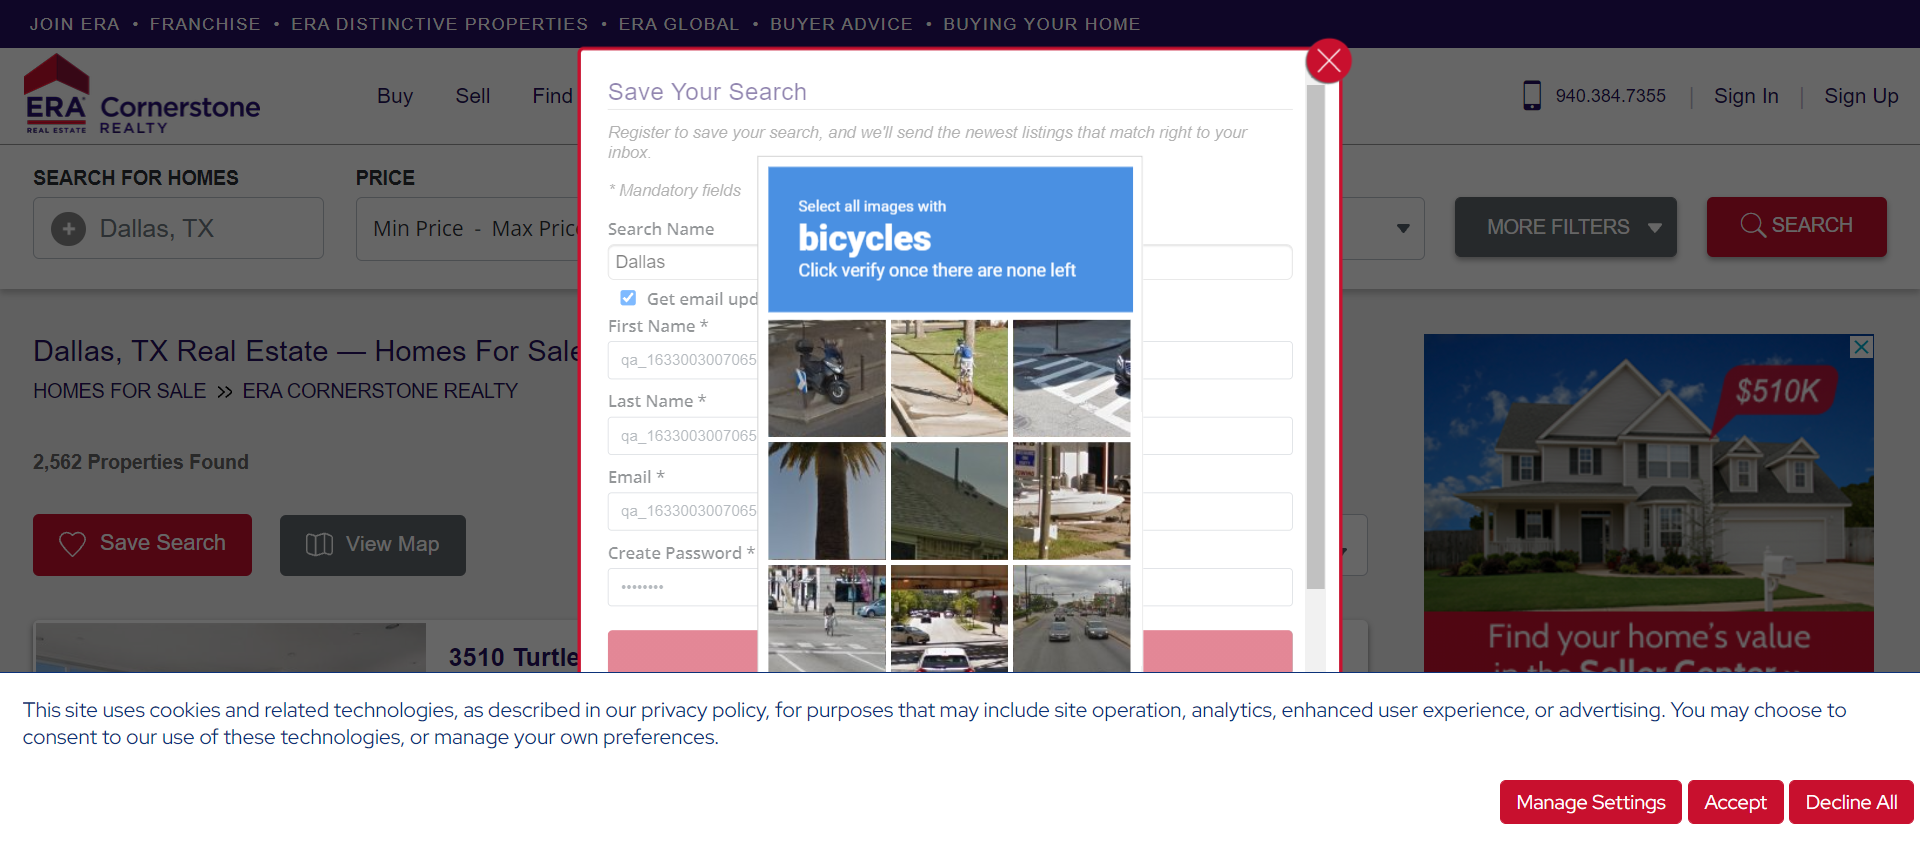 JOIN ERA • FRANCHISE • ERA DISTINCTIVE PROPERTIES • ERA GLOBAL • BUYER ADVICE • BUYING YOUR HOME
ERA
REAL ESTATE
Cornerstone
REALTY
Buy
Sell
Find
940.384.7355
Sign In
Sign Up
SEARCH FOR HOMES
Dallas, TX
PRICE
Min Price - Max Pric
MORE FILTERS
SEARCH
Dallas, TX Real Estate — Homes For Sale
HOMES FOR SALE » ERA CORNERSTONE REALTY
2,562 Properties Found
Save Search
View Map
3510 Turtle
Save Your Search
Register to save your search, and we'll send the newest listings that match right to your
inbox.
* Mandatory fields
Search Name
Dallas
Get email upd
First Name *
qa_1633003007065
Last Name *
qa_1633003007065
Email *
qa_1633003007065
Create Password *
Select all images with
bicycles
Click verify once there are none left
$510K
Find your home's value
in the Seller Center
This site uses cookies and related technologies, as described in our privacy policy, for purposes that may include site operation, analytics, enhanced user experience, or advertising. You may choose to
consent to our use of these technologies, or manage your own preferences.
Manage Settings
Accept
Decline All